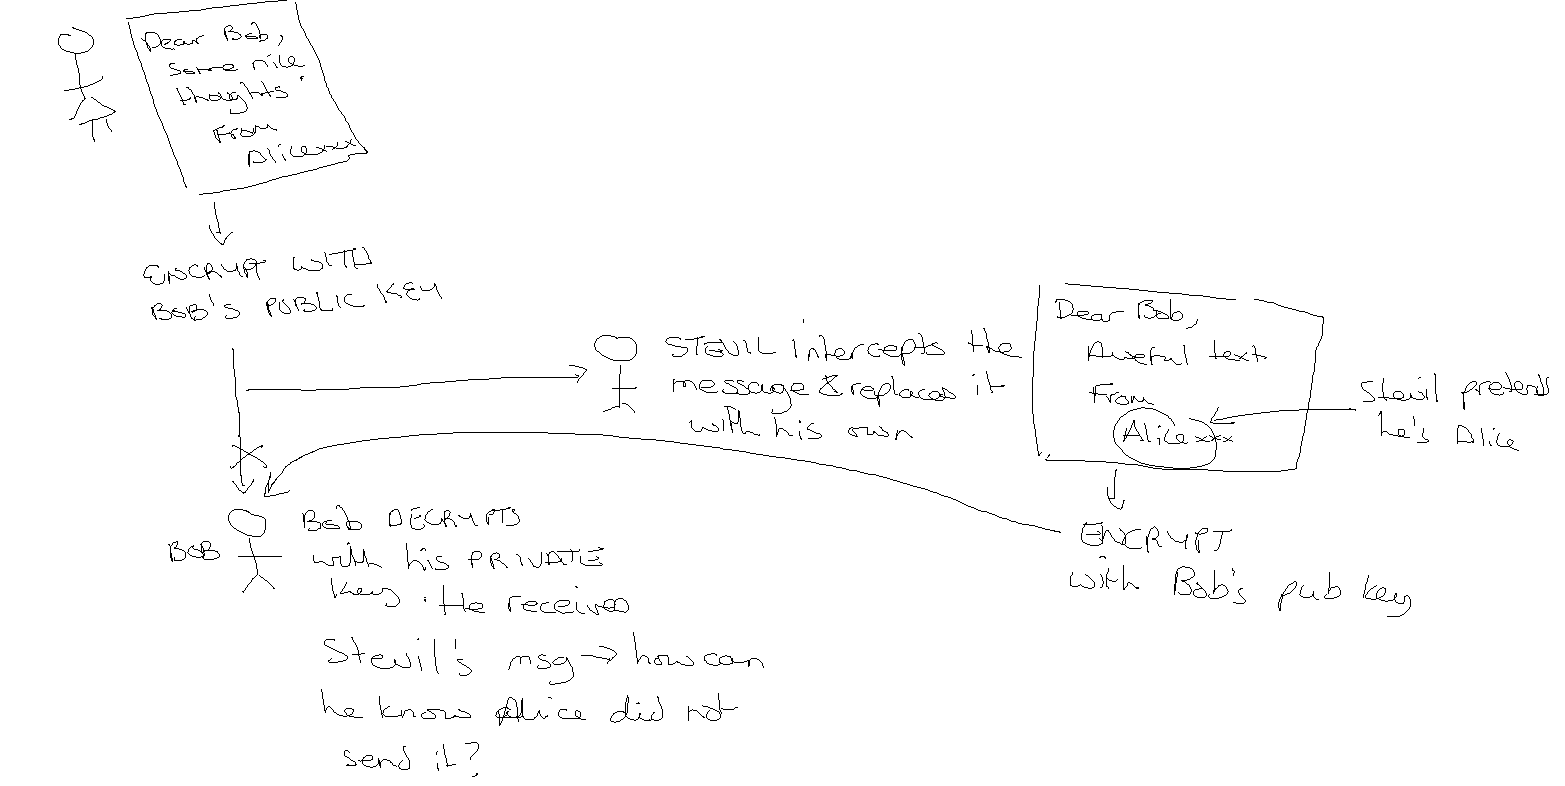 Dear Bob,
Some nice
thoughts.
From
Alicexxx
ENCRYPT WITH
BOB'S PUBLIC KEY
STEVIL intercepts the
message & replaces it
with his own
Dear Bob,
Aweful text
From
Alicexxx
Stevil pretends
he's Alice
ENCRYPT
with Bob's pub key
BOB
Bob DECRYPTS
with his PRIVATE
key. He receives
Stevil's msg → how can
he know Alice did not
send it?